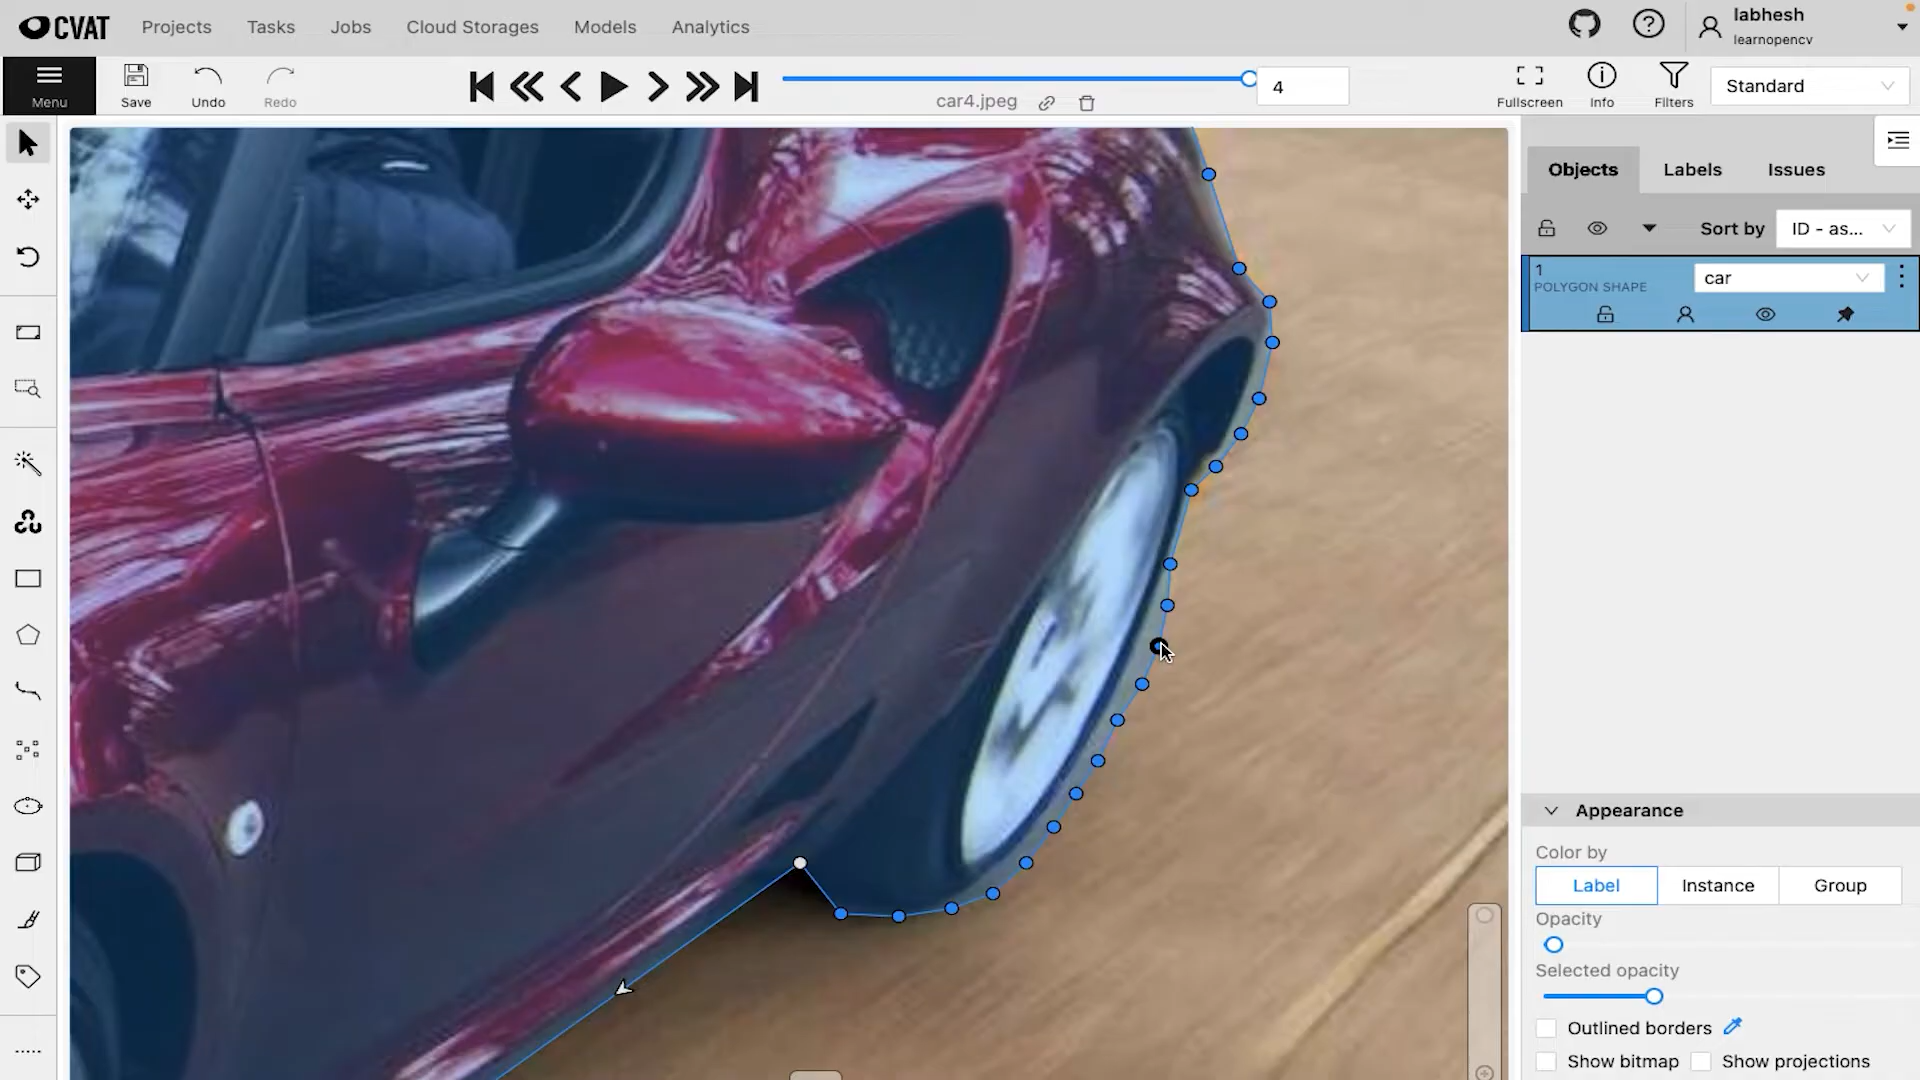 CVAT
Projects
Tasks
Jobs
Cloud Storages
Models
Analytics
labhesh
learnopencv
Menu
Save
Undo
Redo
car4.jpeg
4
Fullscreen
Info
Filters
Standard
Objects
Labels
Issues
Sort by
ID - as...
1
POLYGON SHAPE
car
Appearance
Color by
Label
Instance
Group
Opacity
Selected opacity
Outlined borders
Show bitmap
Show projections